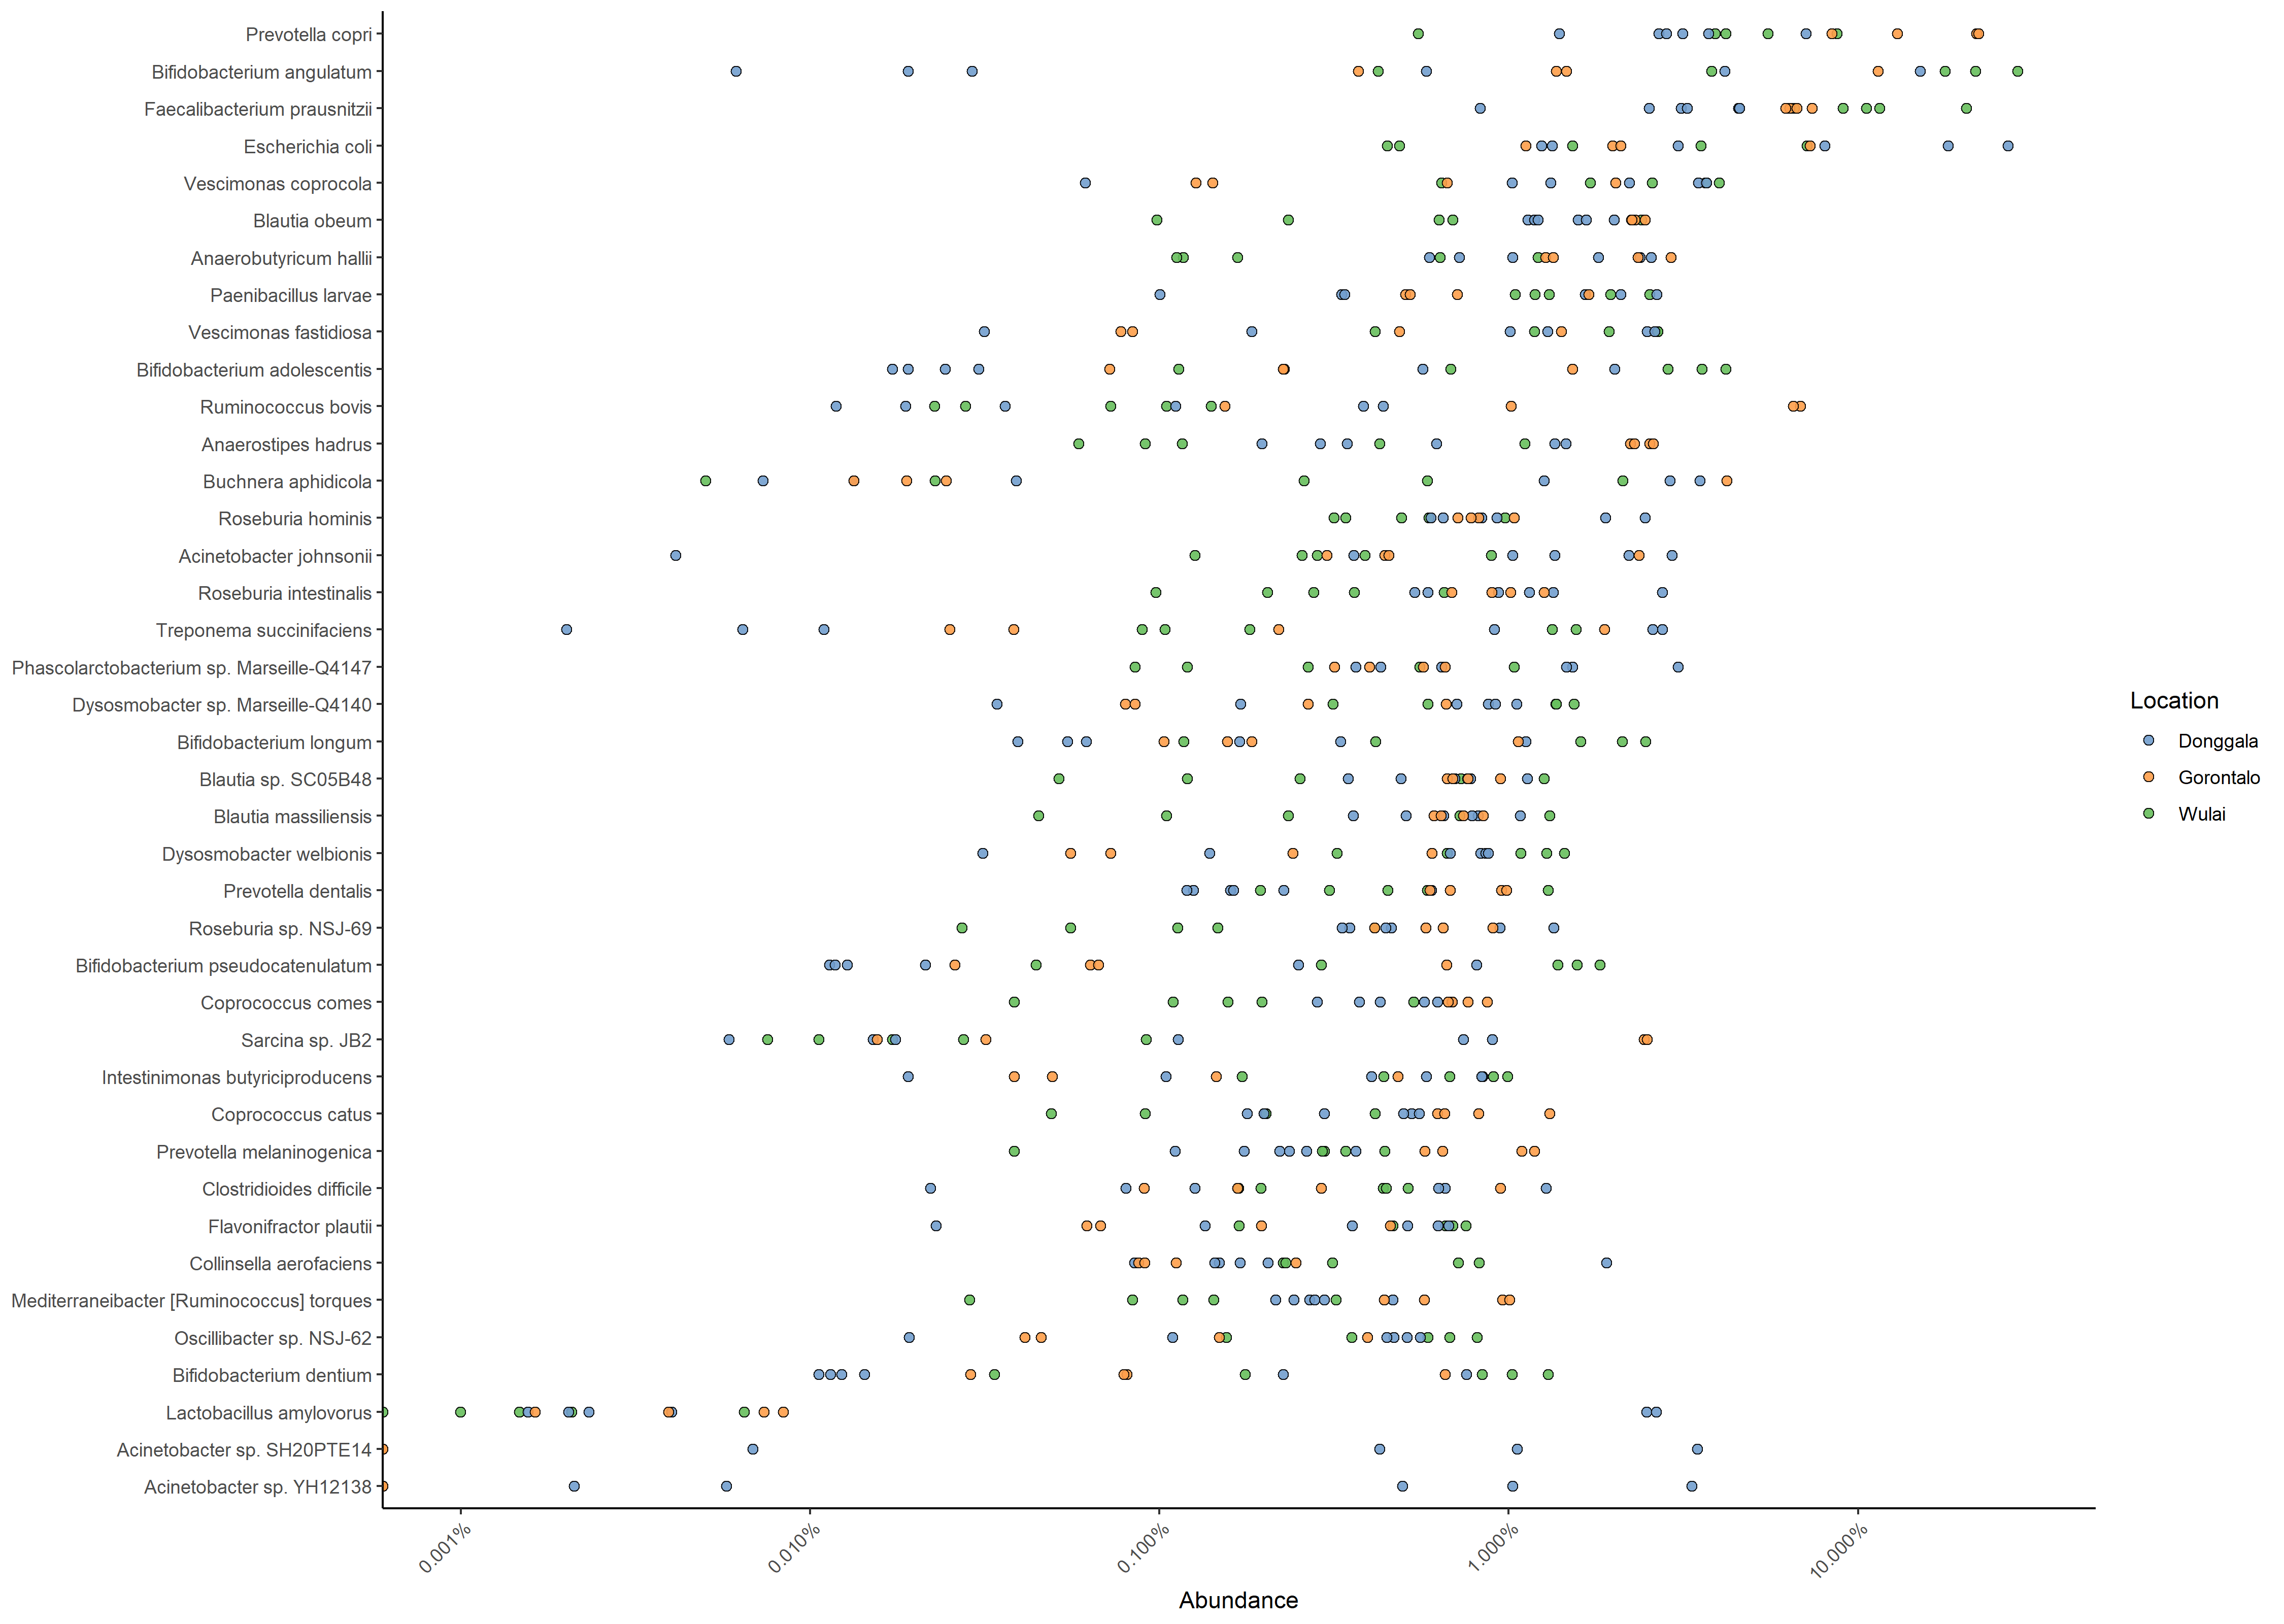 Prevotella copri
Bifidobacterium angulatum
Faecalibacterium prausnitzii
Escherichia coli
Vescimonas coprocola
Blautia obeum
Anaerobutyricum hallii
Paenibacillus larvae
Vescimonas fastidiosa
Bifidobacterium adolescentis
Ruminococcus bovis
Anaerostipes hadrus
Buchnera aphidicola
Roseburia hominis
Acinetobacter johnsonii
Roseburia intestinalis
Treponema succinifaciens
Phascolarctobacterium sp. Marseille-Q4147
Dysosmobacter sp. Marseille-Q4140
Bifidobacterium longum
Blautia sp. SC05B48
Blautia massiliensis
Dysosmobacter welbionis
Prevotella dentalis
Roseburia sp. NSJ-69
Bifidobacterium pseudocatenulatum
Coprococcus comes
Sarcina sp. JB2
Intestinimonas butyriciproducens
Coprococcus catus
Prevotella melaninogenica
Clostridioides difficile
Flavonifractor plautii
Collinsella aerofaciens
Mediterraneibacter [Ruminococcus] torques
Oscillibacter sp. NSJ-62
Bifidobacterium dentium
Lactobacillus amylovorus
Acinetobacter sp. SH20PTE14
Acinetobacter sp. YH12138
0.001%
0.010%
0.100%
1.000%
10.000%
Abundance
Location
Donggala
Gorontalo
Wulai